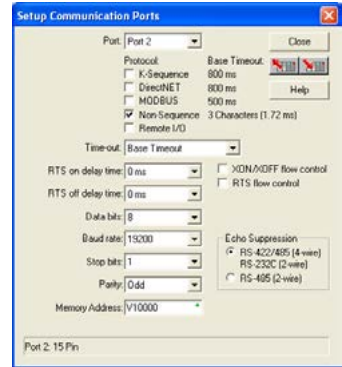 Setup Communication Ports
Port: Port 2 Close
Protocol: Base Timeout:
K-Sequence 800 ms
DirectNET 800 ms Help
MODBUS 500 ms
Non-Sequence 3 Characters (1.72 ms)
Remote I/O
Time-out: Base Timeout
RTS on delay time: 0 ms XON/XOFF flow control
RTS flow control
RTS off delay time: 0 ms
Data bits: 8
Baud rate: 19200 Echo Suppression
RS-422/485 (4-wire)
RS-232C (2-wire)
Stop bits: 1 RS-485 (2-wire)
Parity: Odd
Memory Address: V10000
Port 2: 15 Pin